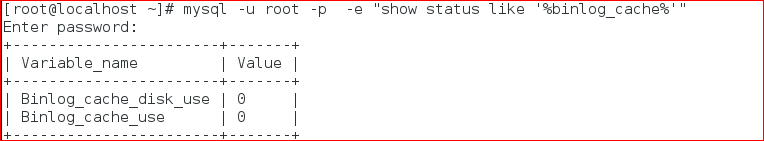 [root@localhost ~]# mysql -u root -p  -e "show status like '%binlog_cache%'"
Enter password:
+-----------------------+-------+
| Variable_name         | Value |
+-----------------------+-------+
| Binlog_cache_disk_use | 0     |
| Binlog_cache_use      | 0     |
+-----------------------+-------+